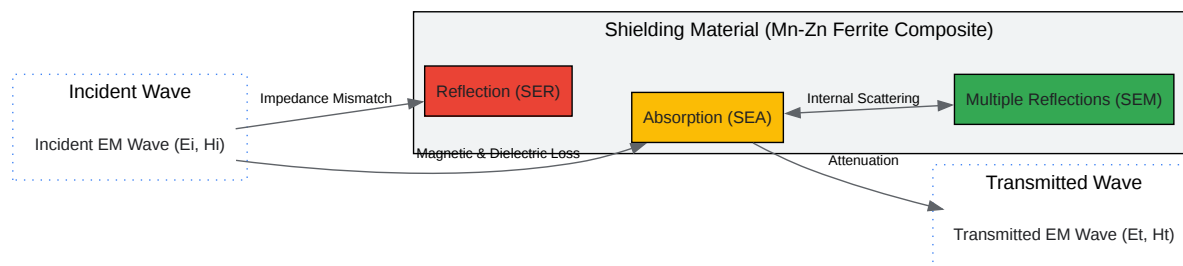 Shielding Material (Mn-Zn Ferrite Composite)
Incident Wave
Incident EM Wave (Ei, Hi)
Impedance Mismatch
Reflection (SER)
Magnetic & Dielectric Loss
Absorption (SEA)
Internal Scattering
Multiple Reflections (SEM)
Attenuation
Transmitted Wave
Transmitted EM Wave (Et, Ht)